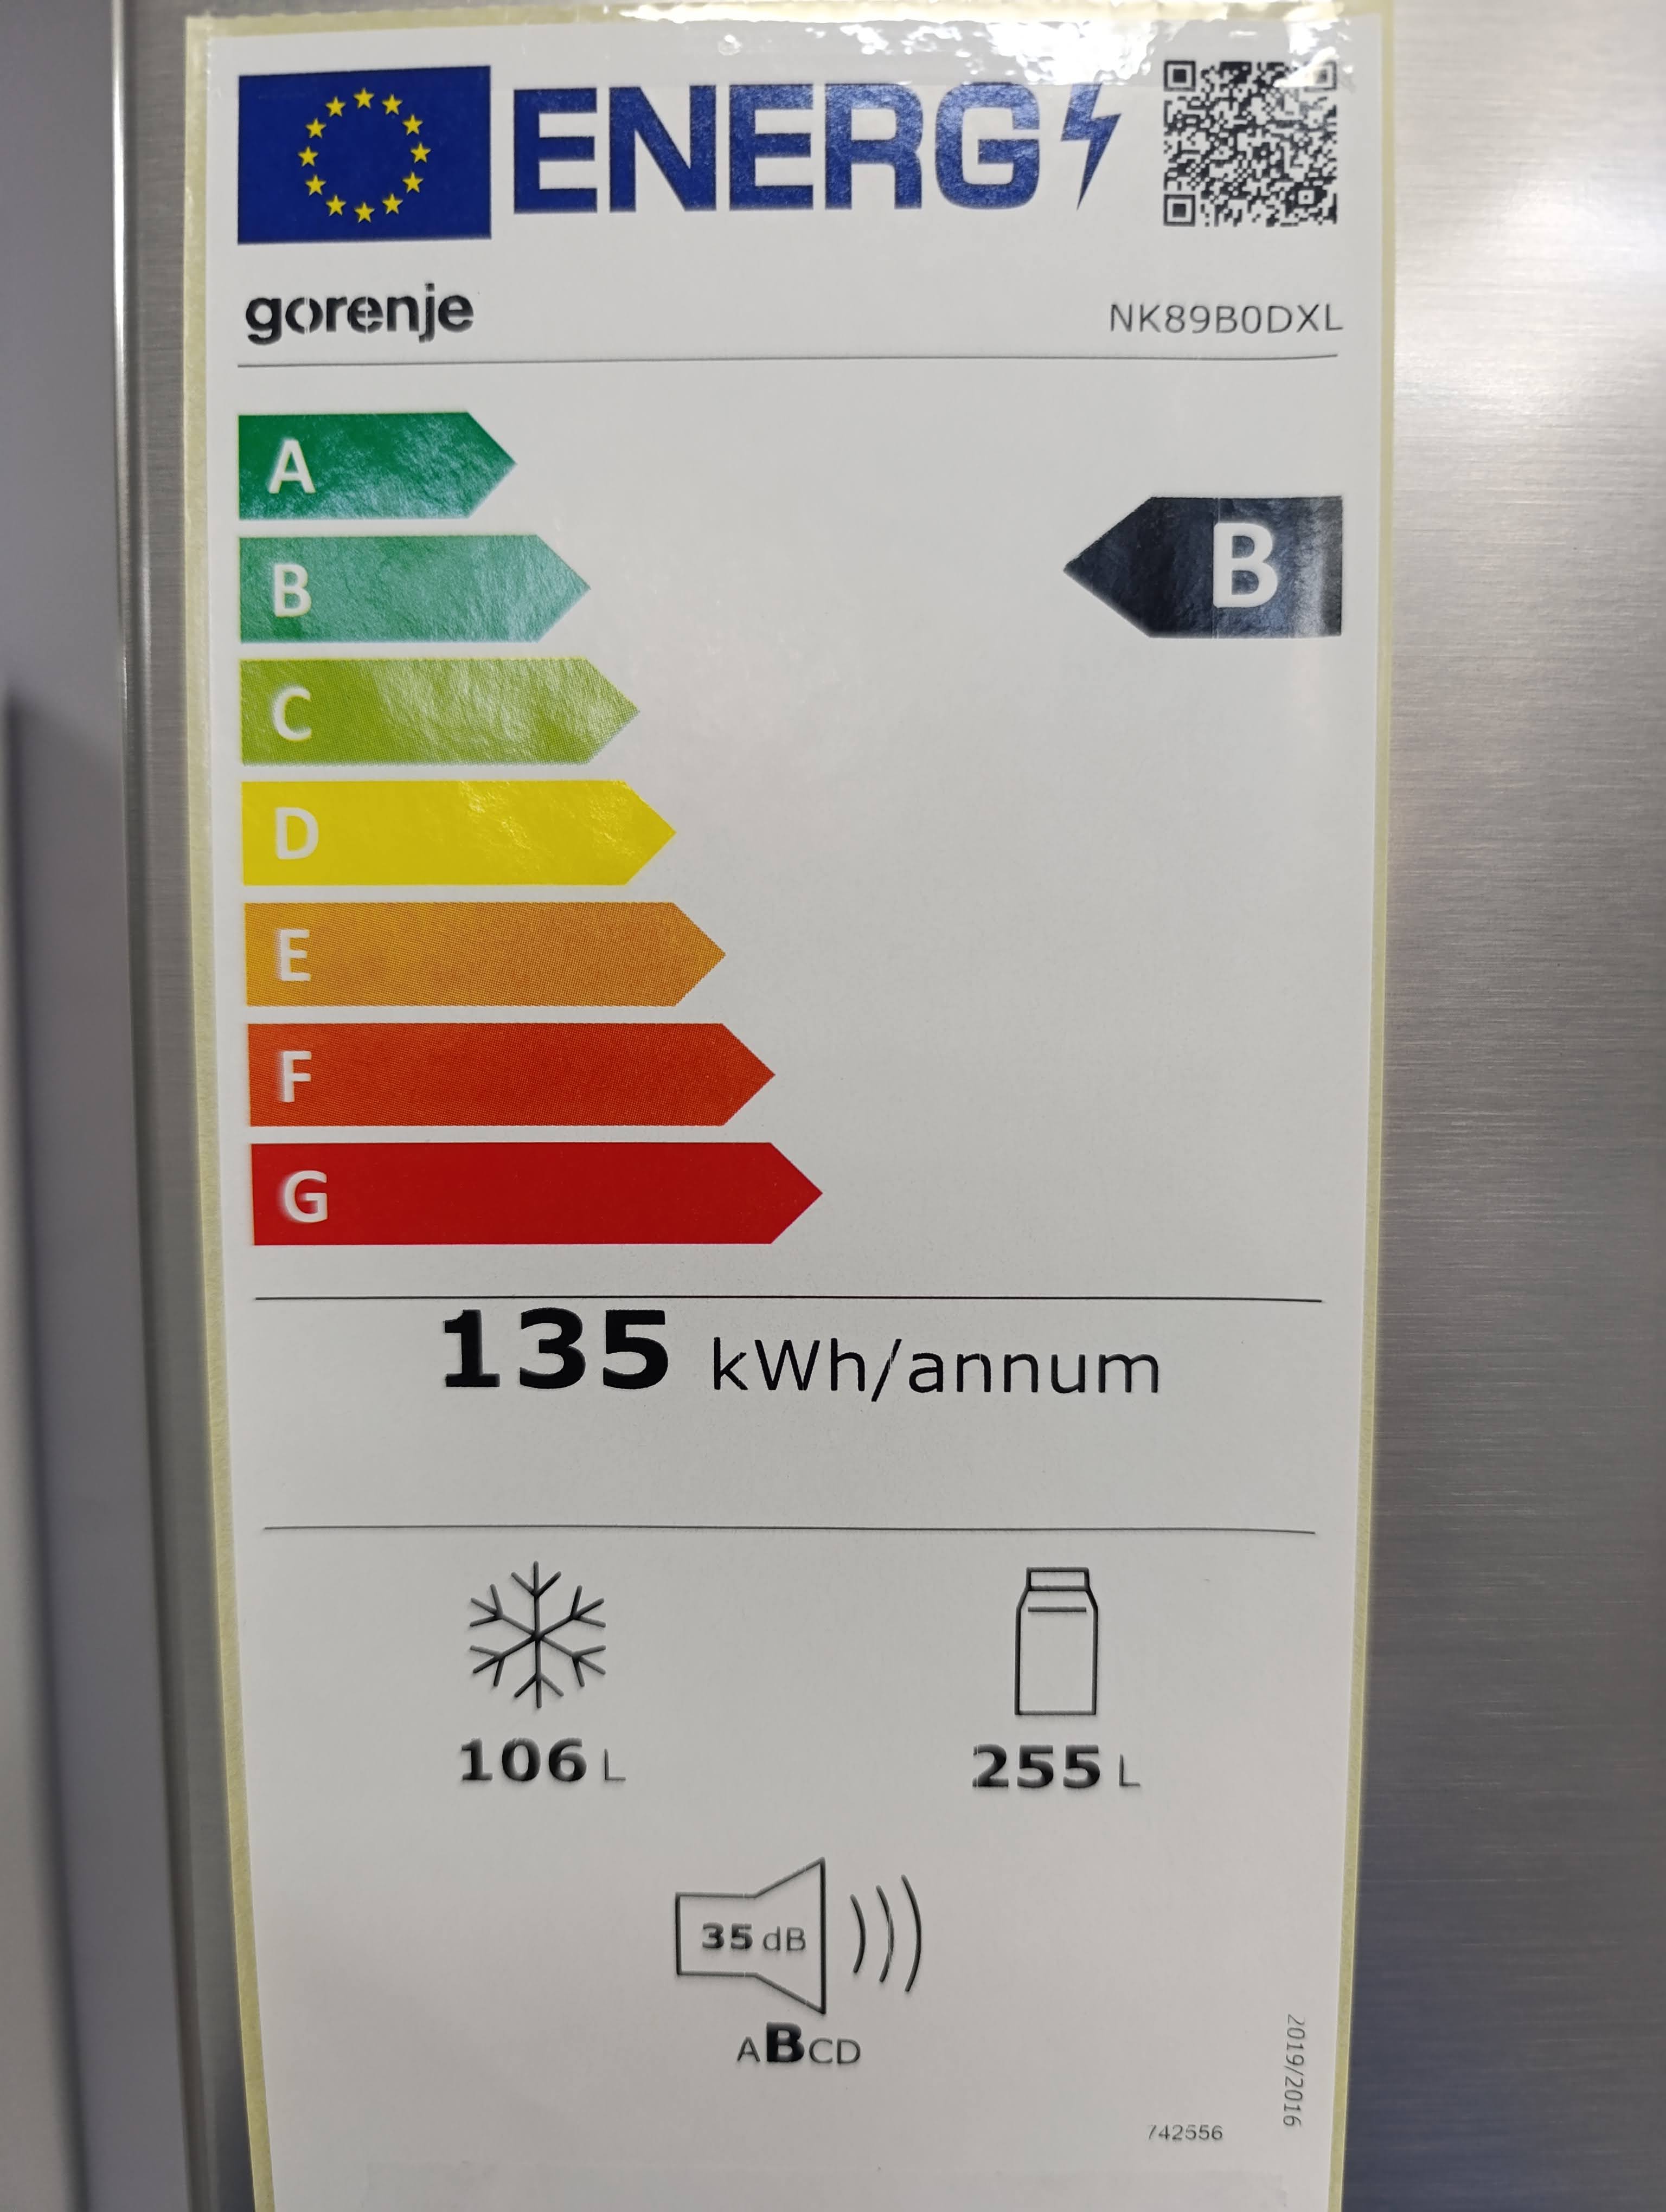 ENERG
gorenje
NK89B0DXL
A
B
B
C
D
E
F
G
135 kWh/annum
106 L
255 L
35 dB
ABCD
2019/2016
742556